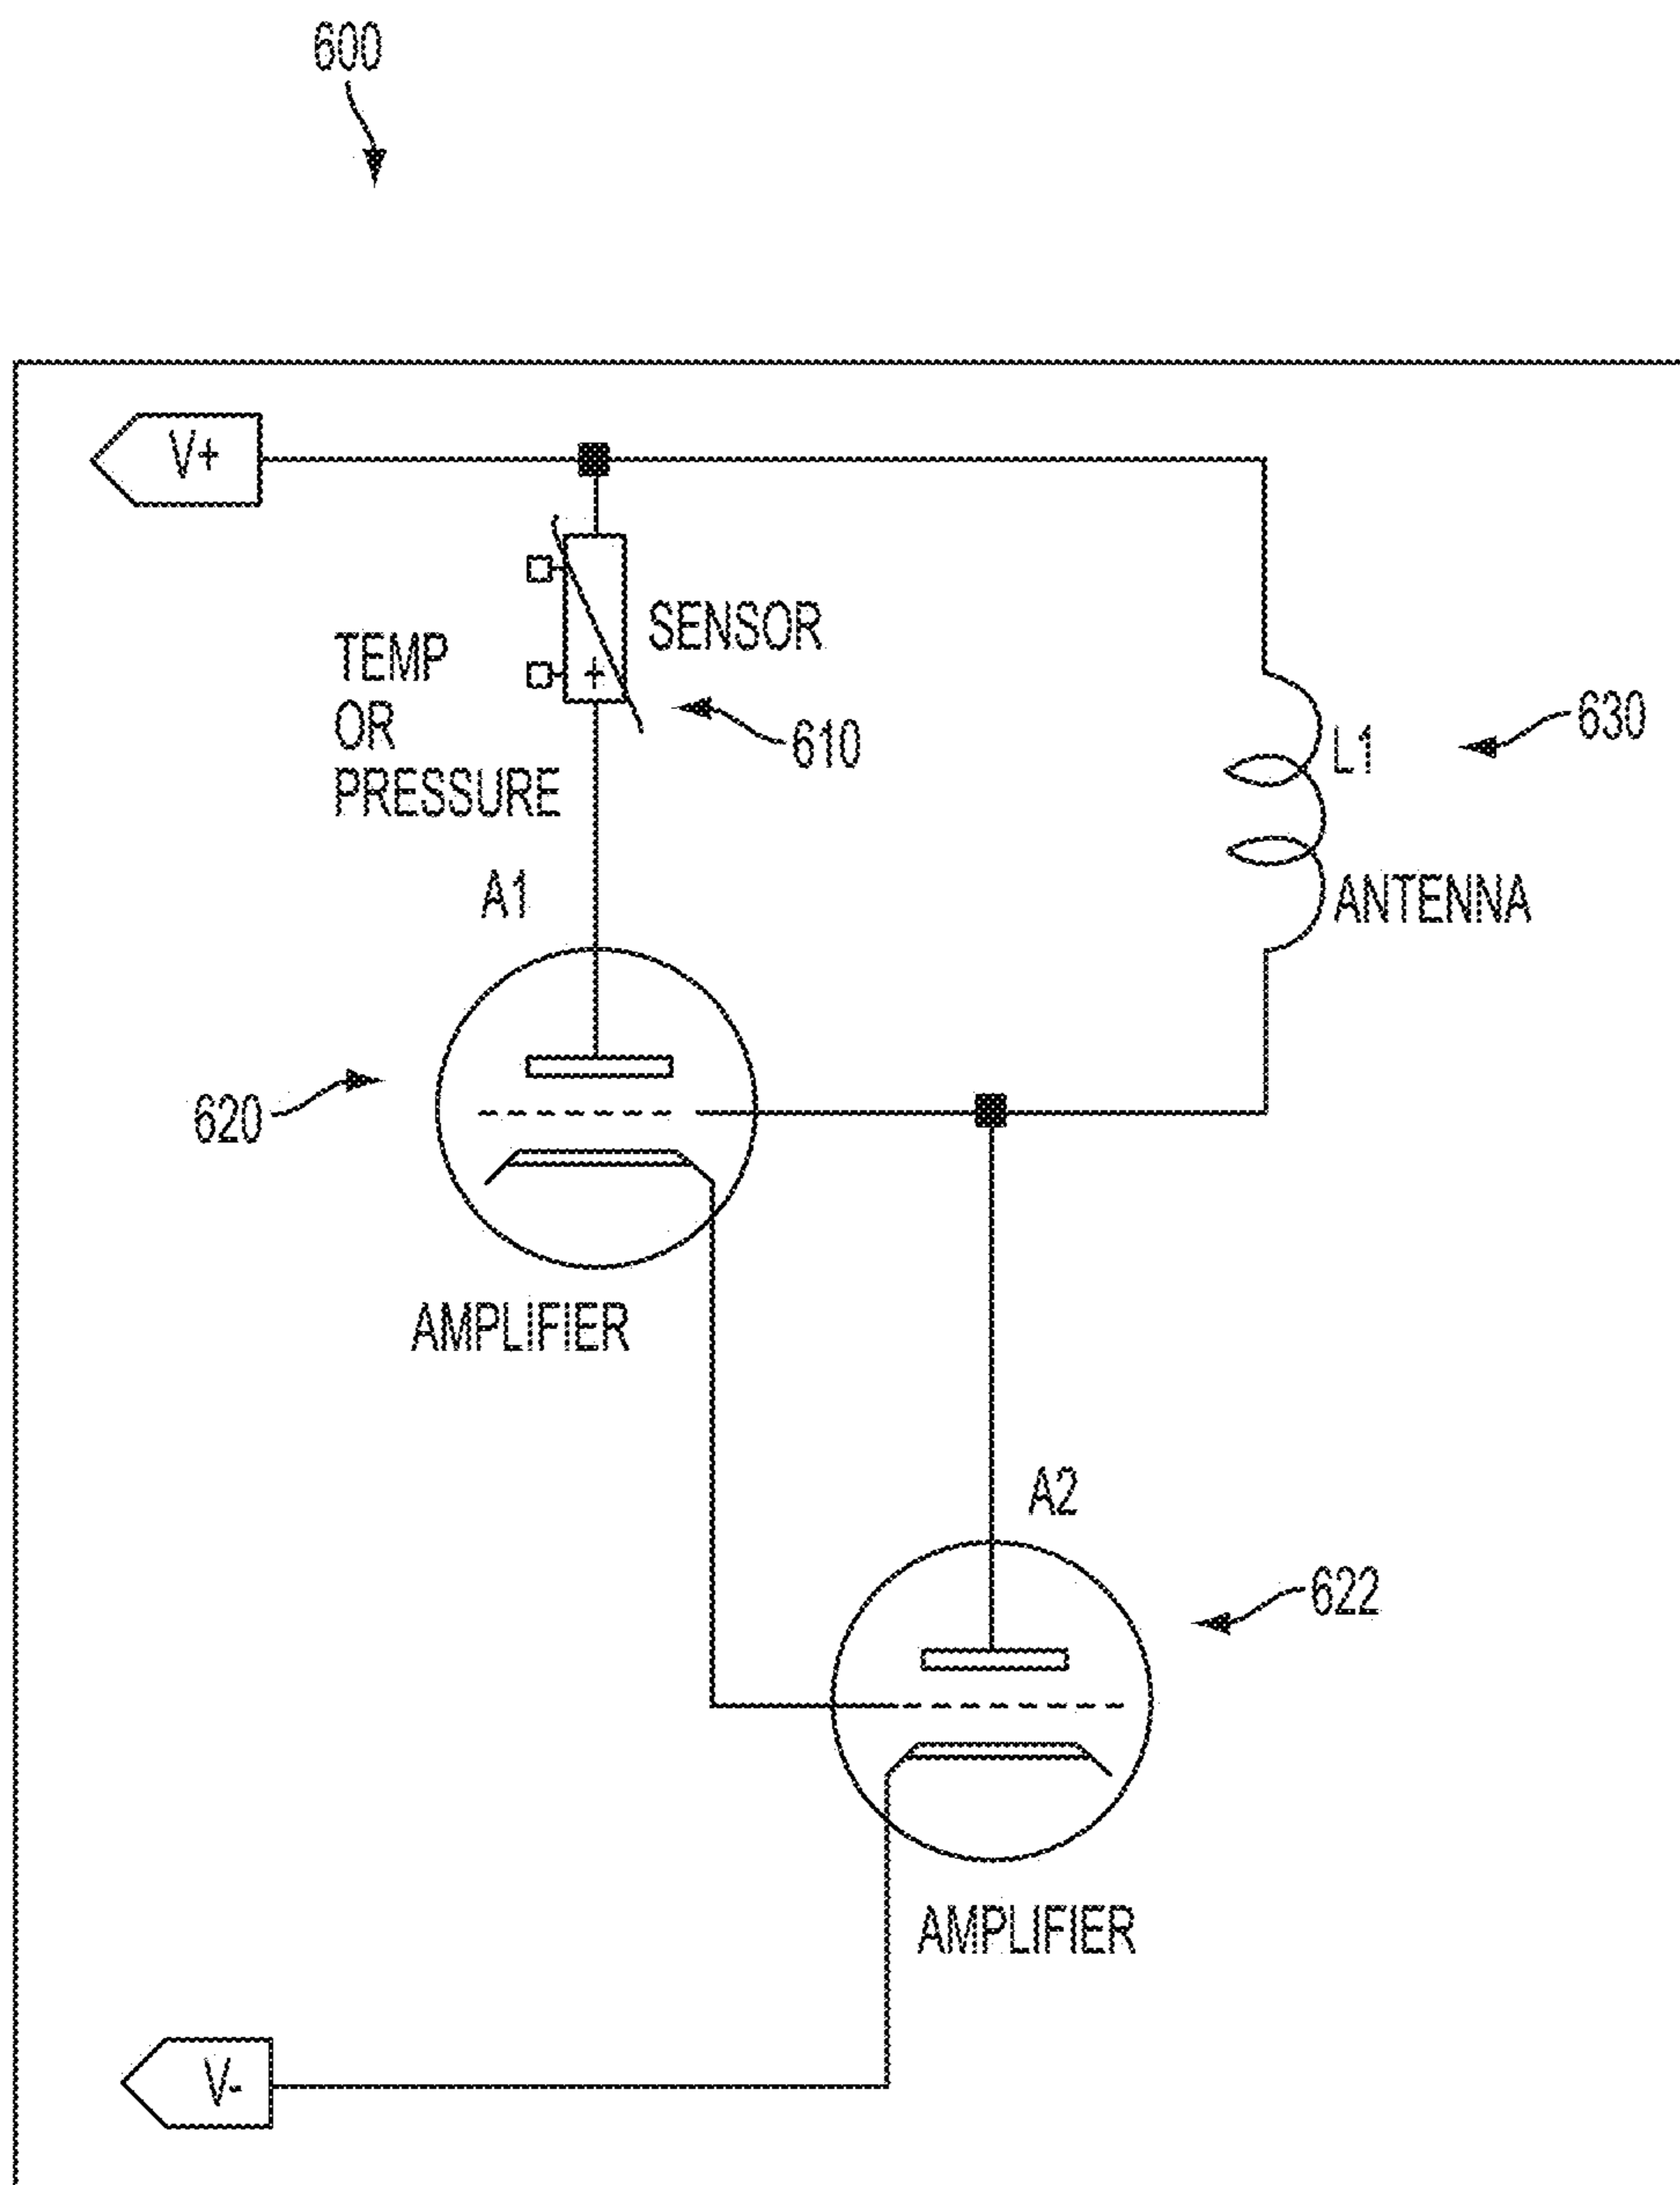 600
V+
SENSOR
TEMP
OR
PRESSURE
+
610
L1
630
ANTENNA
A1
620
AMPLIFIER
A2
622
AMPLIFIER
V-